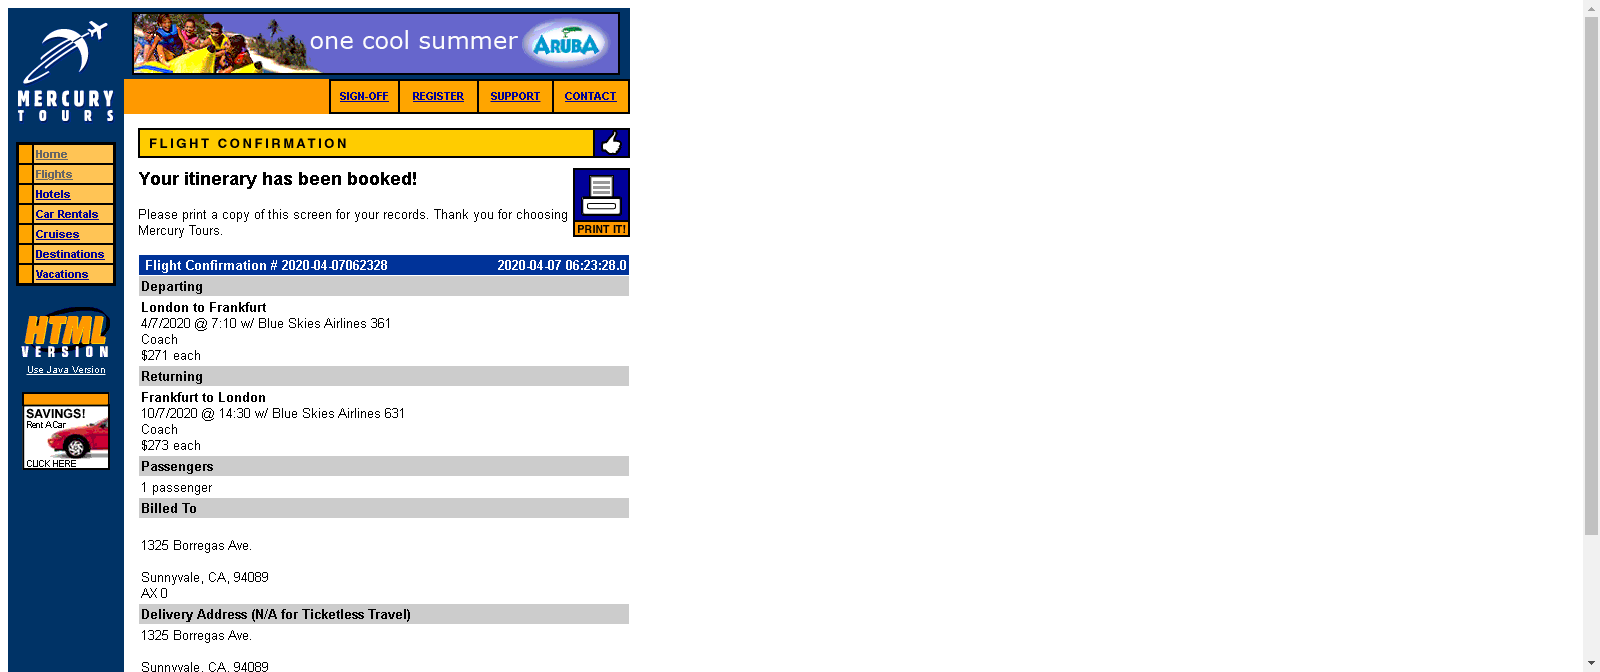 one cool summer
ARUBA
MERCURY
TOURS
SIGN-OFF
REGISTER
SUPPORT
CONTACT
Home
Flights
Hotels
Car Rentals
Cruises
Destinations
Vacations
HTML
VERSION
Use Java Version
SAVINGS!
Rent A Car
CLICK HERE
FLIGHT CONFIRMATION
Your itinerary has been booked!
PRINT IT!
Please print a copy of this screen for your records. Thank you for choosing
Mercury Tours.
Flight Confirmation # 2020-04-07062328
2020-04-07 06:23:28.0
Departing
London to Frankfurt
4/7/2020 @ 7:10 w/ Blue Skies Airlines 361
Coach
$271 each
Returning
Frankfurt to London
10/7/2020 @ 14:30 w/ Blue Skies Airlines 631
Coach
$273 each
Passengers
1 passenger
Billed To
1325 Borregas Ave.
Sunnyvale, CA, 94089
AX 0
Delivery Address (N/A for Ticketless Travel)
1325 Borregas Ave.
Sunnyvale, CA, 94089